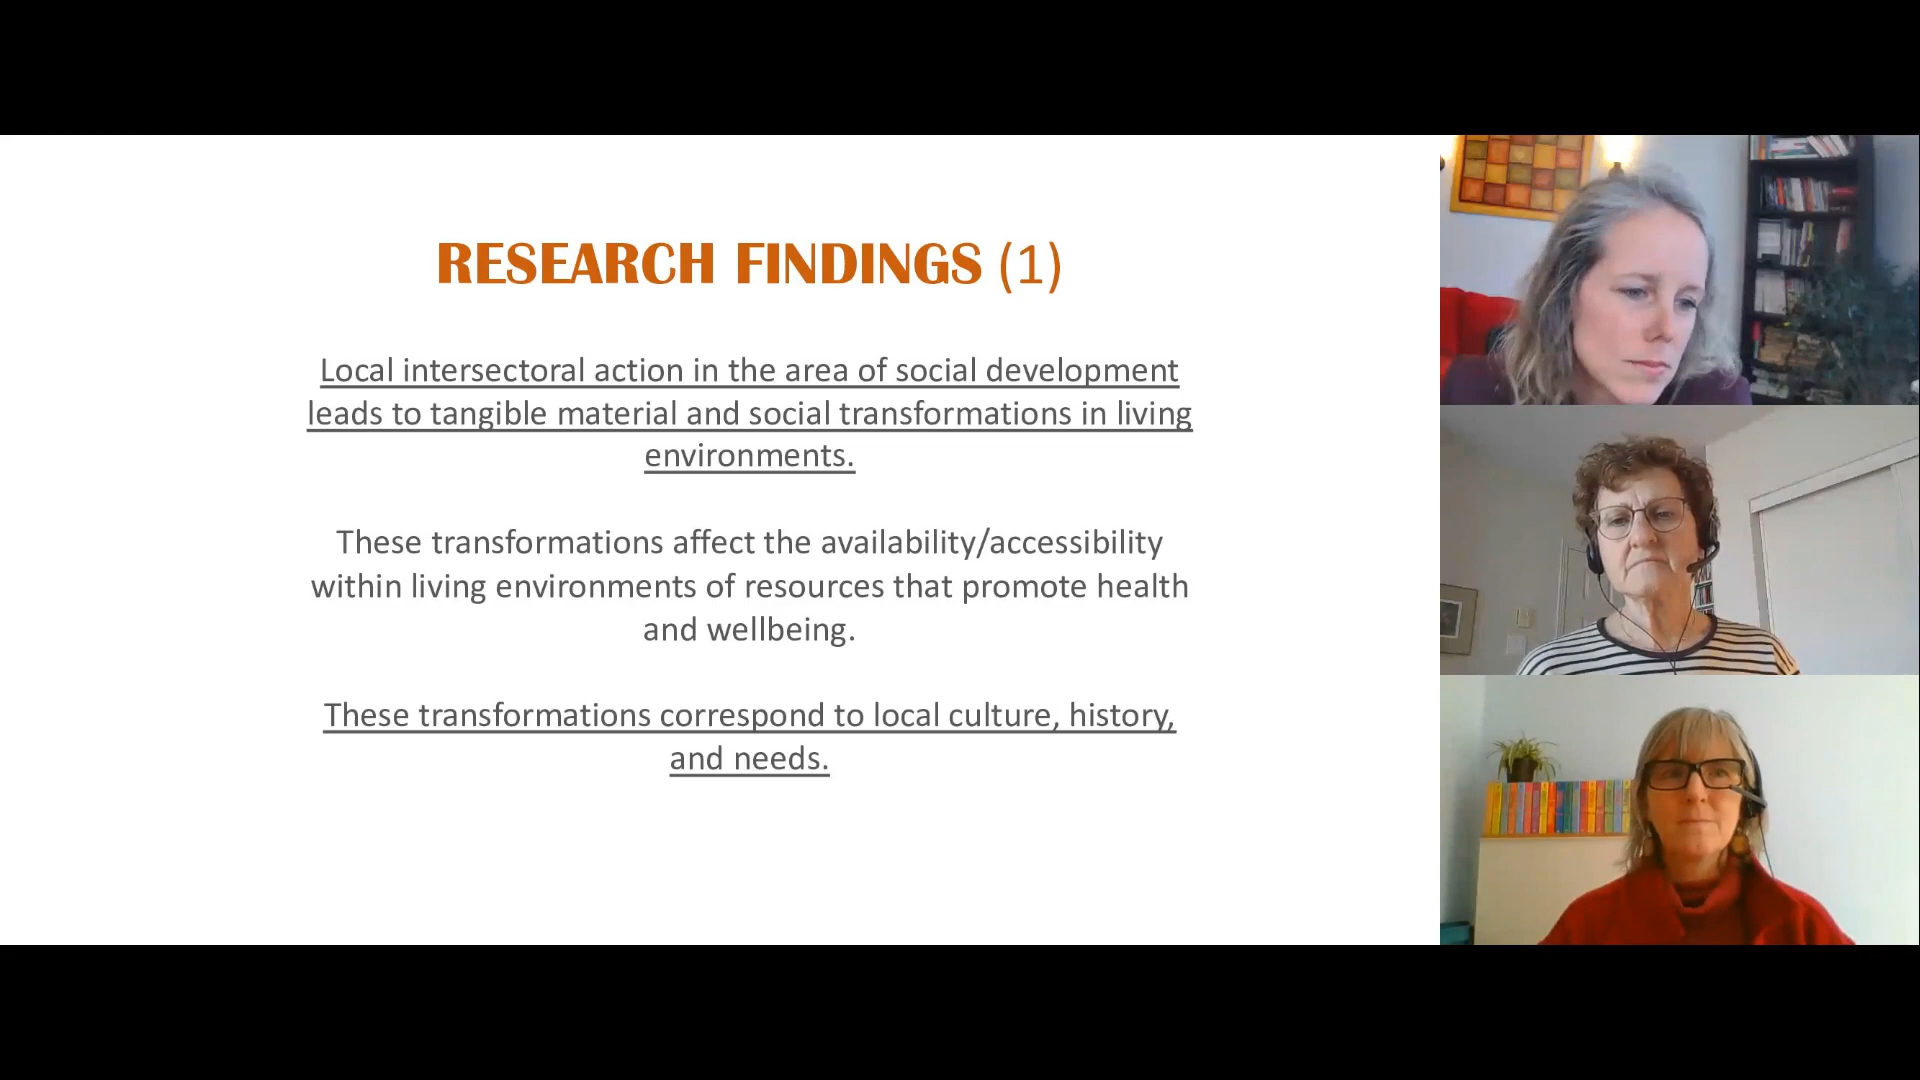 RESEARCH FINDINGS (1)
Local intersectoral action in the area of social development
leads to tangible material and social transformations in living
environments.
These transformations affect the availability/accessibility
within living environments of resources that promote health
and wellbeing.
These transformations correspond to local culture, history,
and needs.